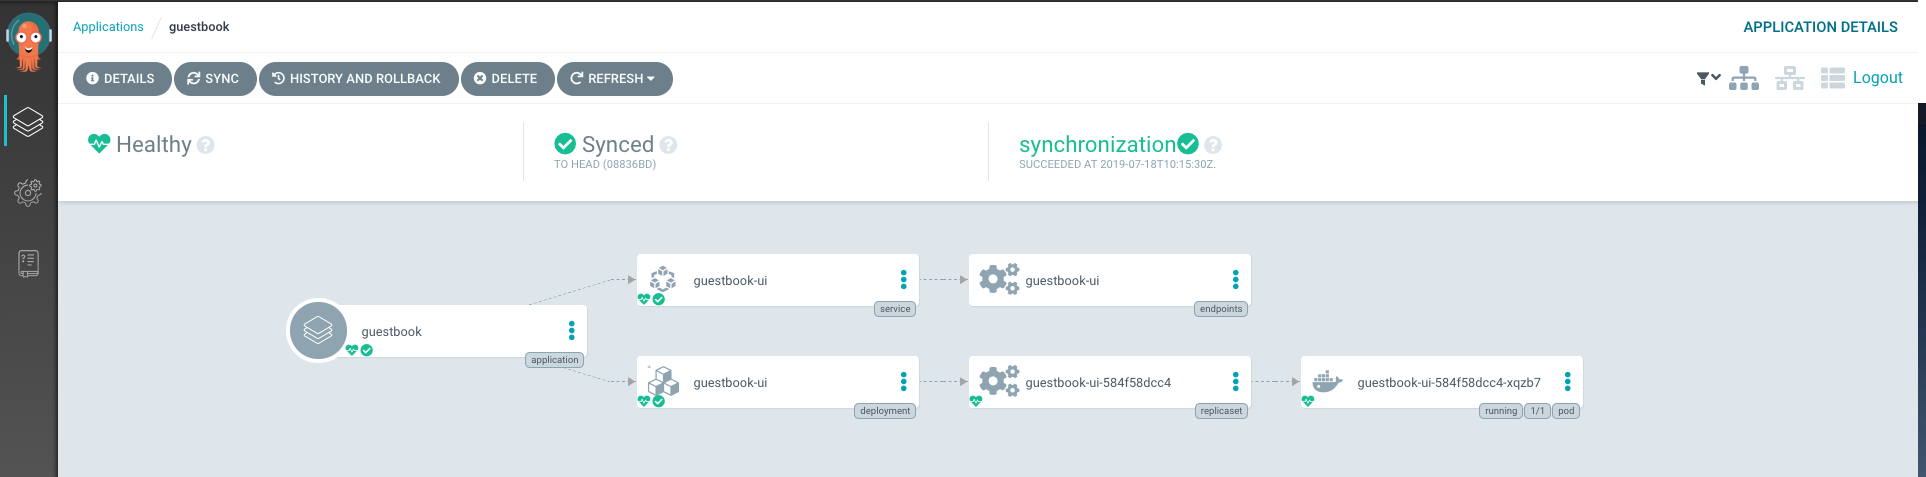 Applications / guestbook
APPLICATION DETAILS
DETAILS
SYNC
HISTORY AND ROLLBACK
DELETE
REFRESH
Logout
Healthy
Synced
TO HEAD (08836BD)
synchronization
SUCCEEDED AT 2019-07-18T10:15:30Z.
guestbook
application
guestbook-ui
service
guestbook-ui
endpoints
guestbook-ui
deployment
guestbook-ui-584f58dcc4
replicaset
guestbook-ui-584f58dcc4-xqzb7
running 1/1 pod